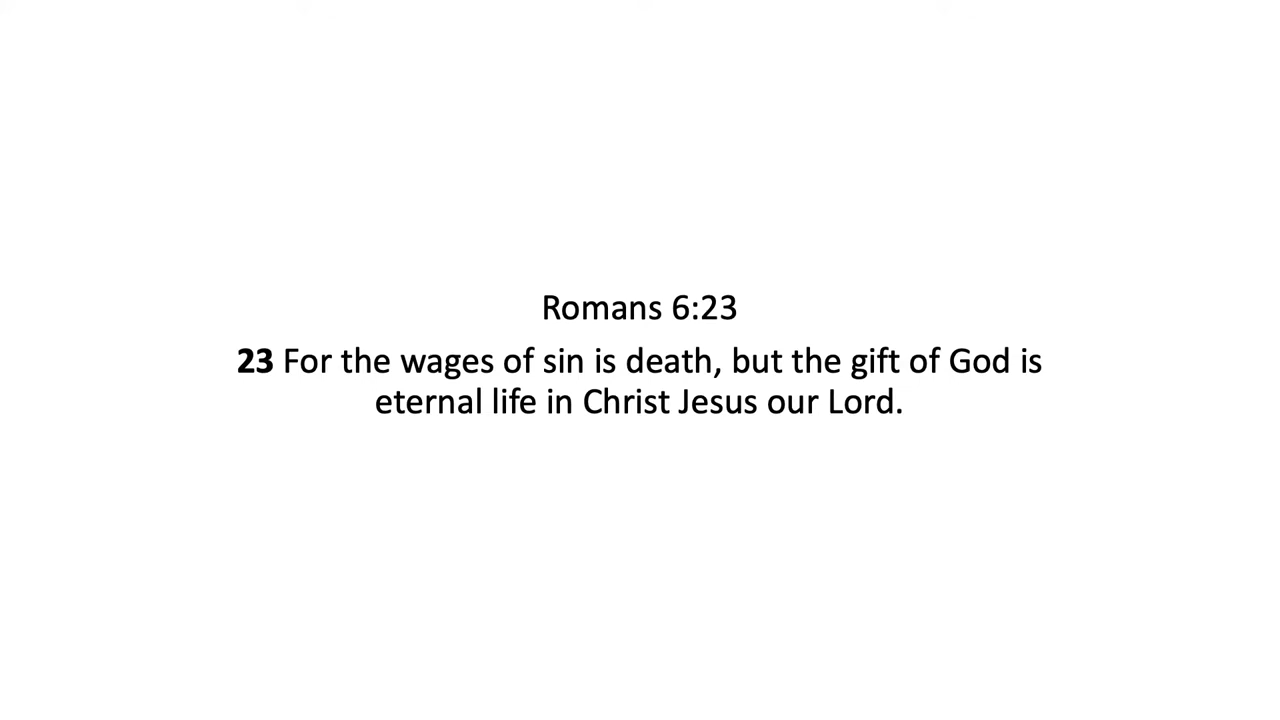 Romans 6:23
23 For the wages of sin is death, but the gift of God is
eternal life in Christ Jesus our Lord.